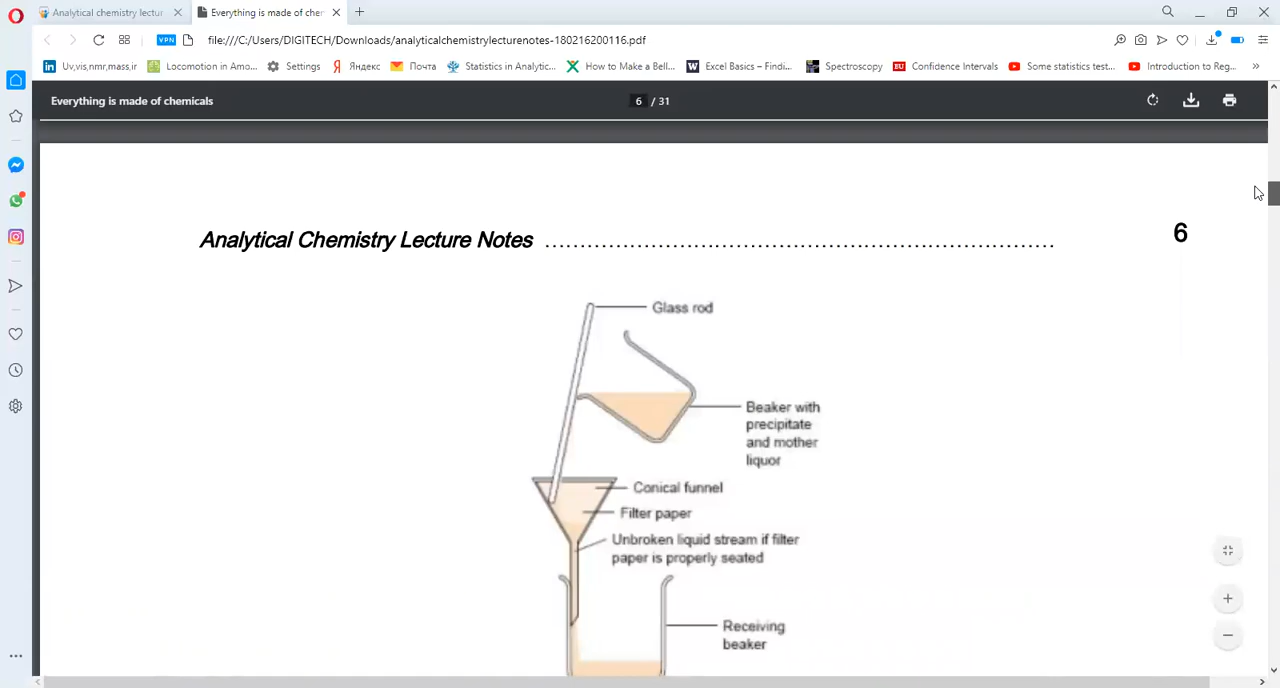 Analytical chemistry lectur
Everything is made of cher
VPN
file:///C:/Users/DIGITECH/Downloads/analyticalchemistrylecturenotes-180216200116.pdf
Uv,vis,nmr,mass,ir
Locomotion in Amo...
Settings
Яндекс
Почта
Statistics in Analytic...
How to Make a Bell...
Excel Basics – Findi...
Spectroscopy
Confidence Intervals
Some statistics test...
Introduction to Reg...
Everything is made of chemicals
6 / 31
Analytical Chemistry Lecture Notes ........................................................................
6
Glass rod
Beaker with
precipitate
and mother
liquor
Conical funnel
Filter paper
Unbroken liquid stream if filter
paper is properly seated
Receiving
beaker